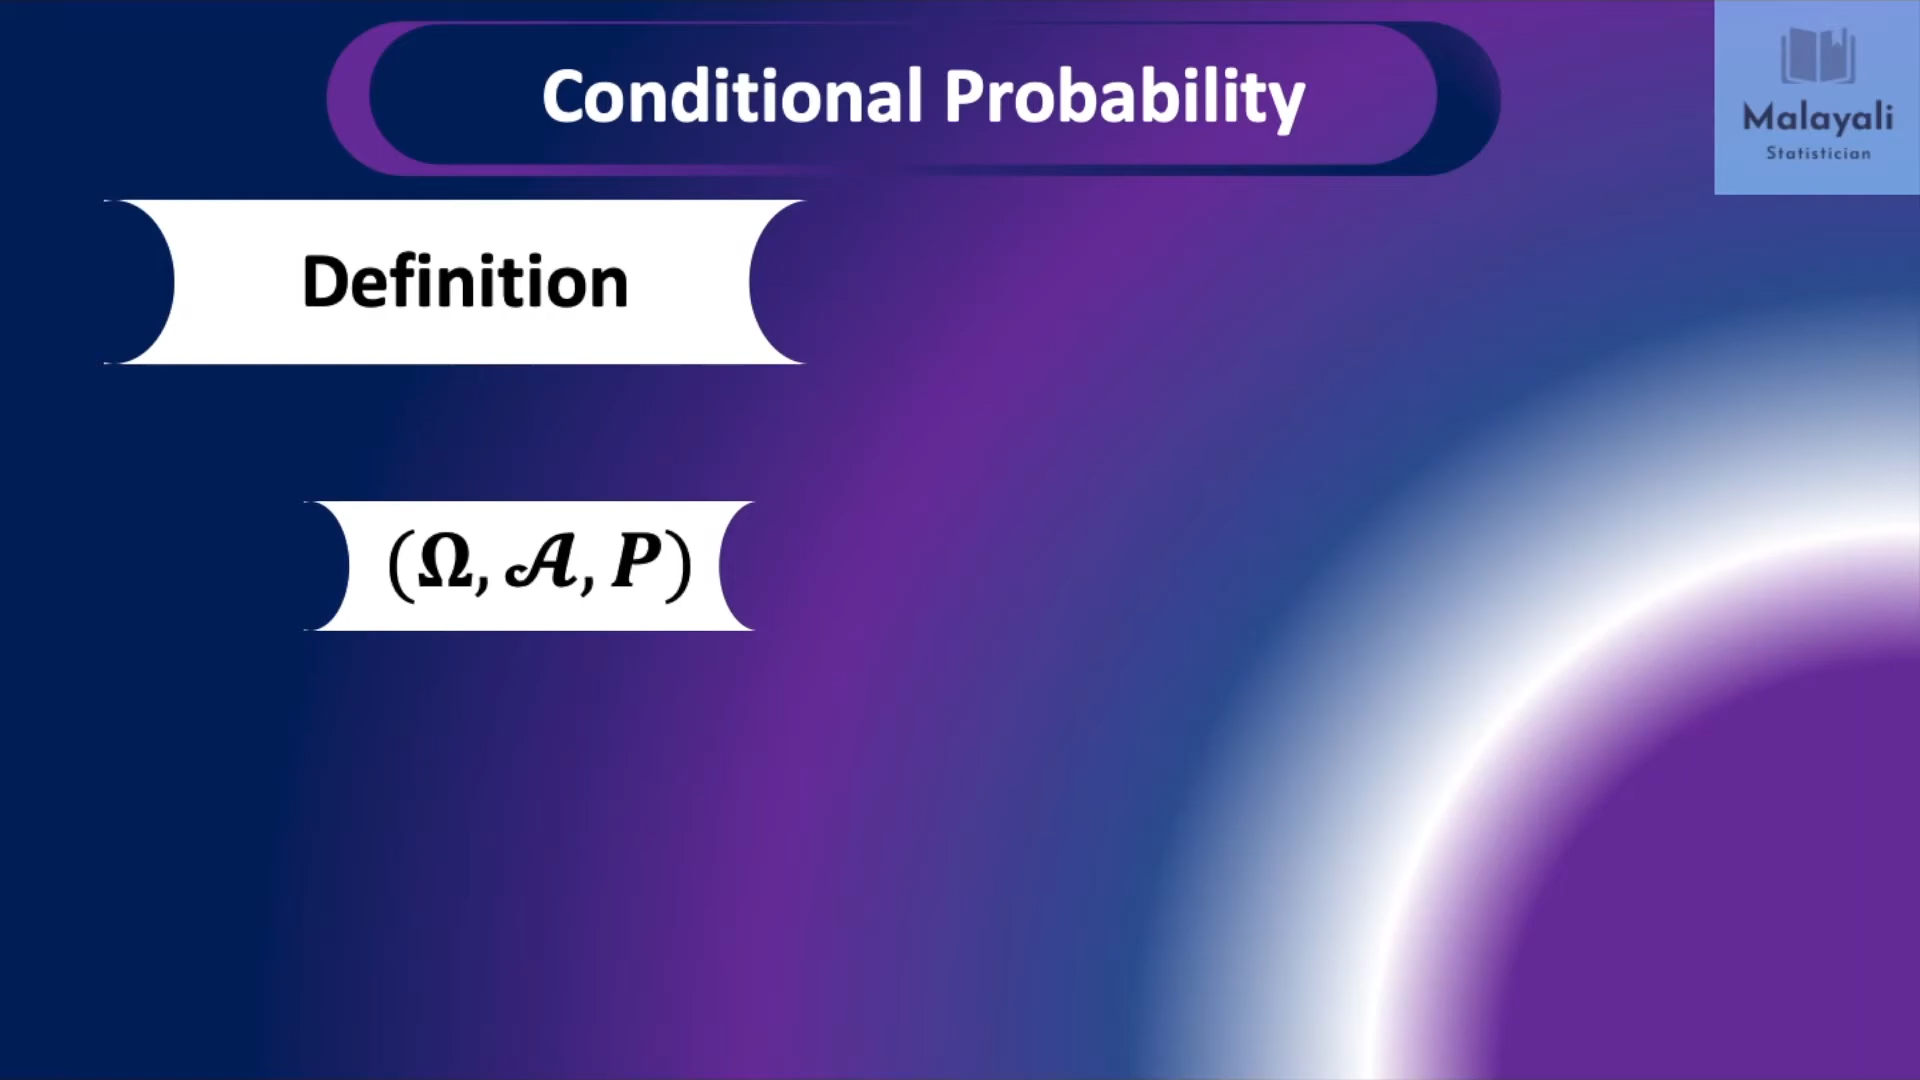 Conditional Probability
Malayali
Statistician
Definition
(Ω, 𝓐, P)